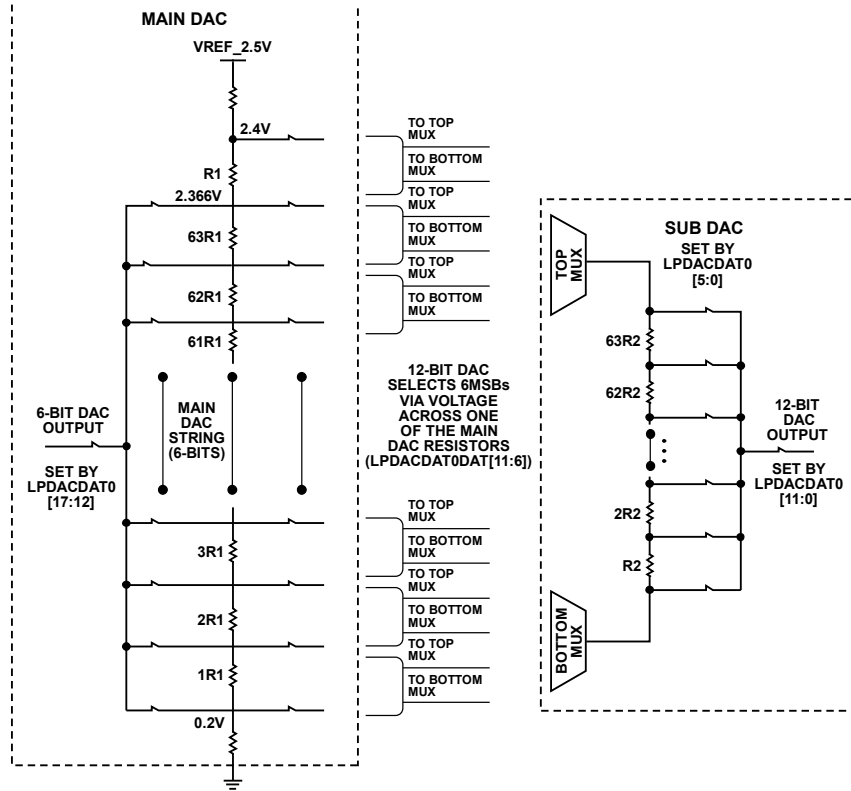 MAIN DAC
VREF_2.5V
2.4V
R1
2.366V
63R1
62R1
61R1
6-BIT DAC
OUTPUT
SET BY
LPDACDAT0
[17:12]
MAIN
DAC
STRING
(6-BITS)
3R1
2R1
1R1
0.2V
TO TOP
MUX
TO BOTTOM
MUX
TO TOP
MUX
TO BOTTOM
MUX
TO TOP
MUX
TO BOTTOM
MUX
12-BIT DAC
SELECTS 6MSBs
VIA VOLTAGE
ACROSS ONE
OF THE MAIN
DAC RESISTORS
(LPDACDAT0DAT[11:6])
TO TOP
MUX
TO BOTTOM
MUX
TO TOP
MUX
TO BOTTOM
MUX
TO TOP
MUX
TO BOTTOM
MUX
SUB DAC
SET BY
LPDACDAT0
[5:0]
TOP
MUX
63R2
62R2
2R2
R2
BOTTOM
MUX
12-BIT
DAC
OUTPUT
SET BY
LPDACDAT0
[11:0]